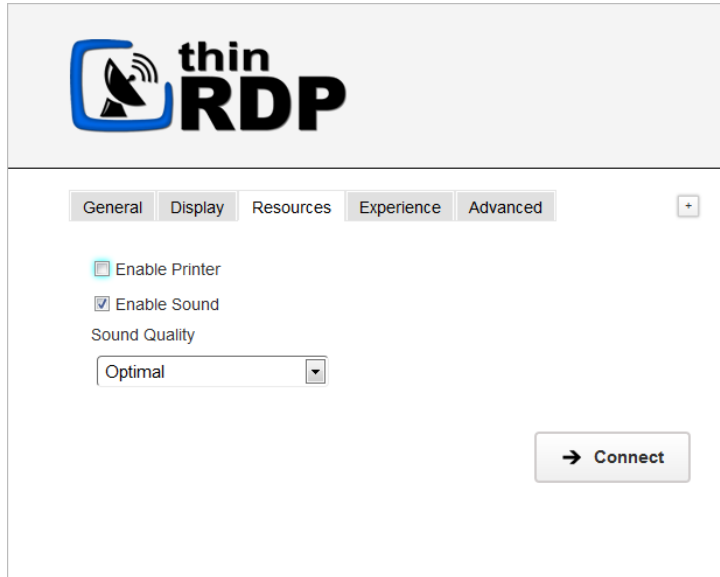 thin
RDP
General Display Resources Experience Advanced +
Enable Printer
Enable Sound
Sound Quality
Optimal
Connect